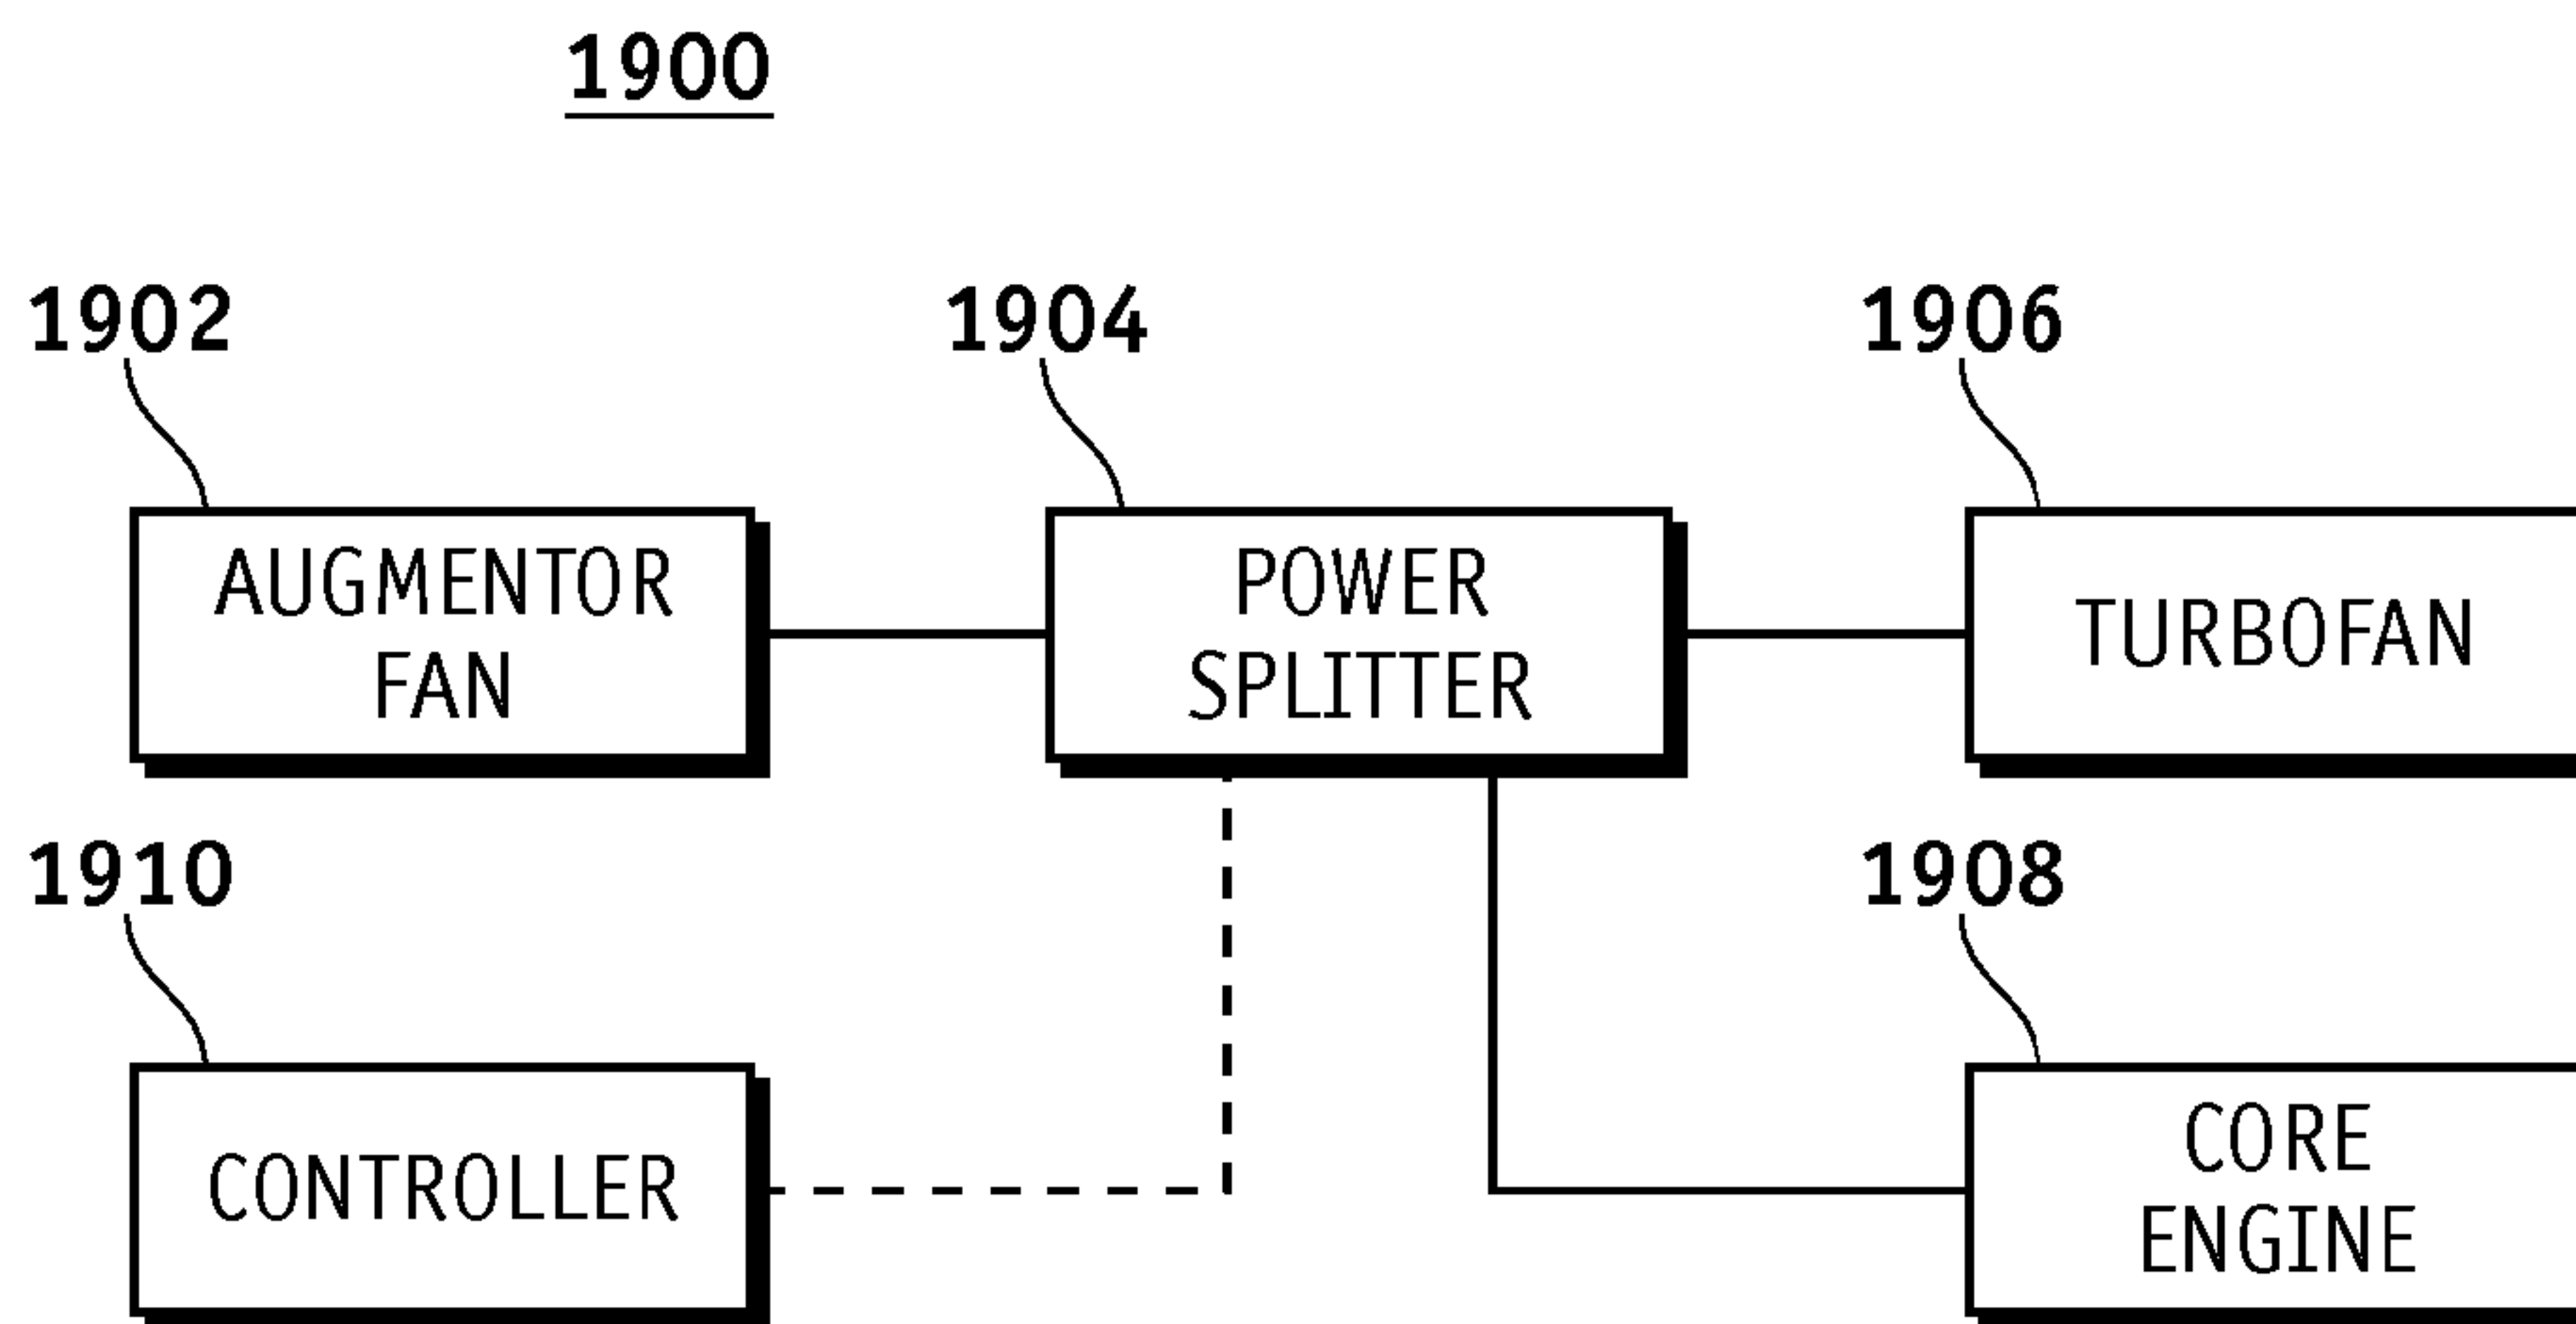 1900
1902
1904
1906
AUGMENTOR
FAN
POWER
SPLITTER
TURBOFAN
1910
1908
CONTROLLER
CORE
ENGINE